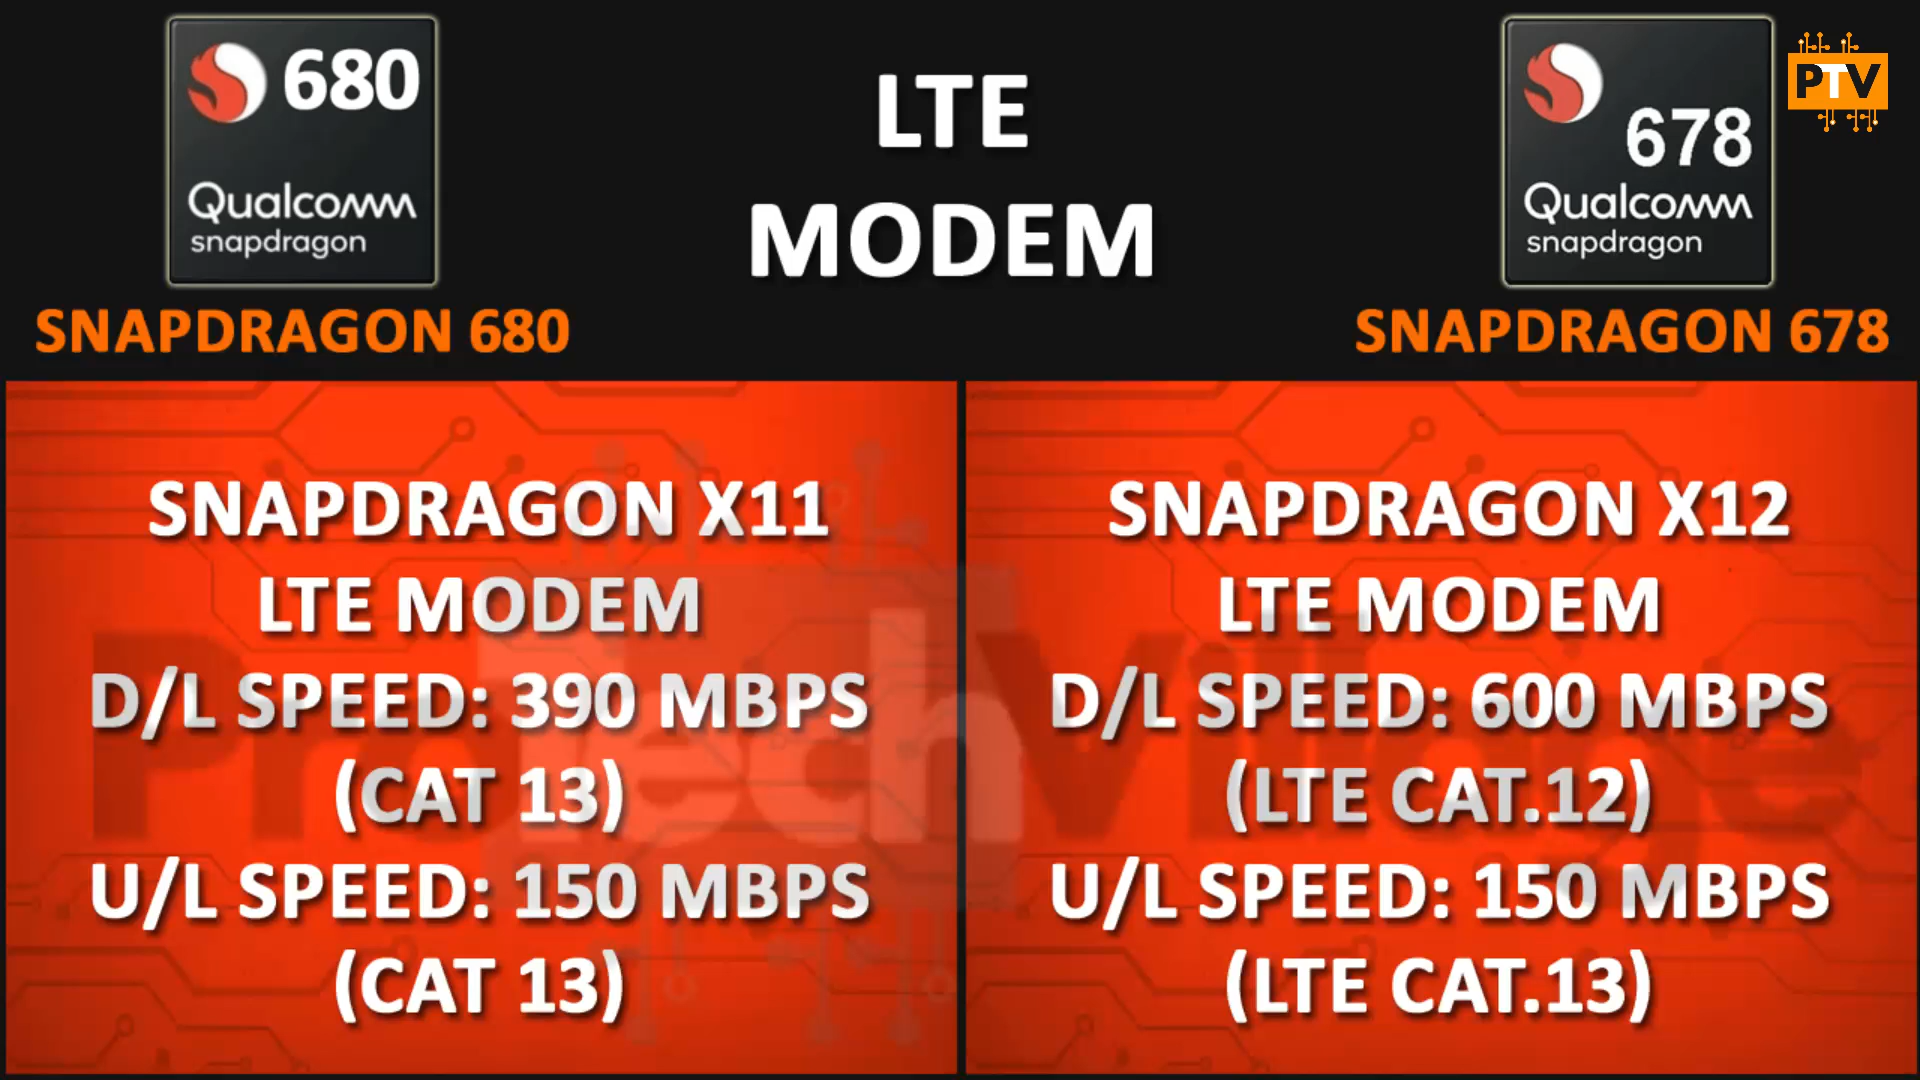 680
Qualcomm
snapdragon
SNAPDRAGON 680
LTE
MODEM
678
Qualcomm
snapdragon
SNAPDRAGON 678
PTV
SNAPDRAGON X11
LTE MODEM
D/L SPEED: 390 MBPS
(CAT 13)
U/L SPEED: 150 MBPS
(CAT 13)
SNAPDRAGON X12
LTE MODEM
D/L SPEED: 600 MBPS
(LTE CAT.12)
U/L SPEED: 150 MBPS
(LTE CAT.13)
ProTechVillage